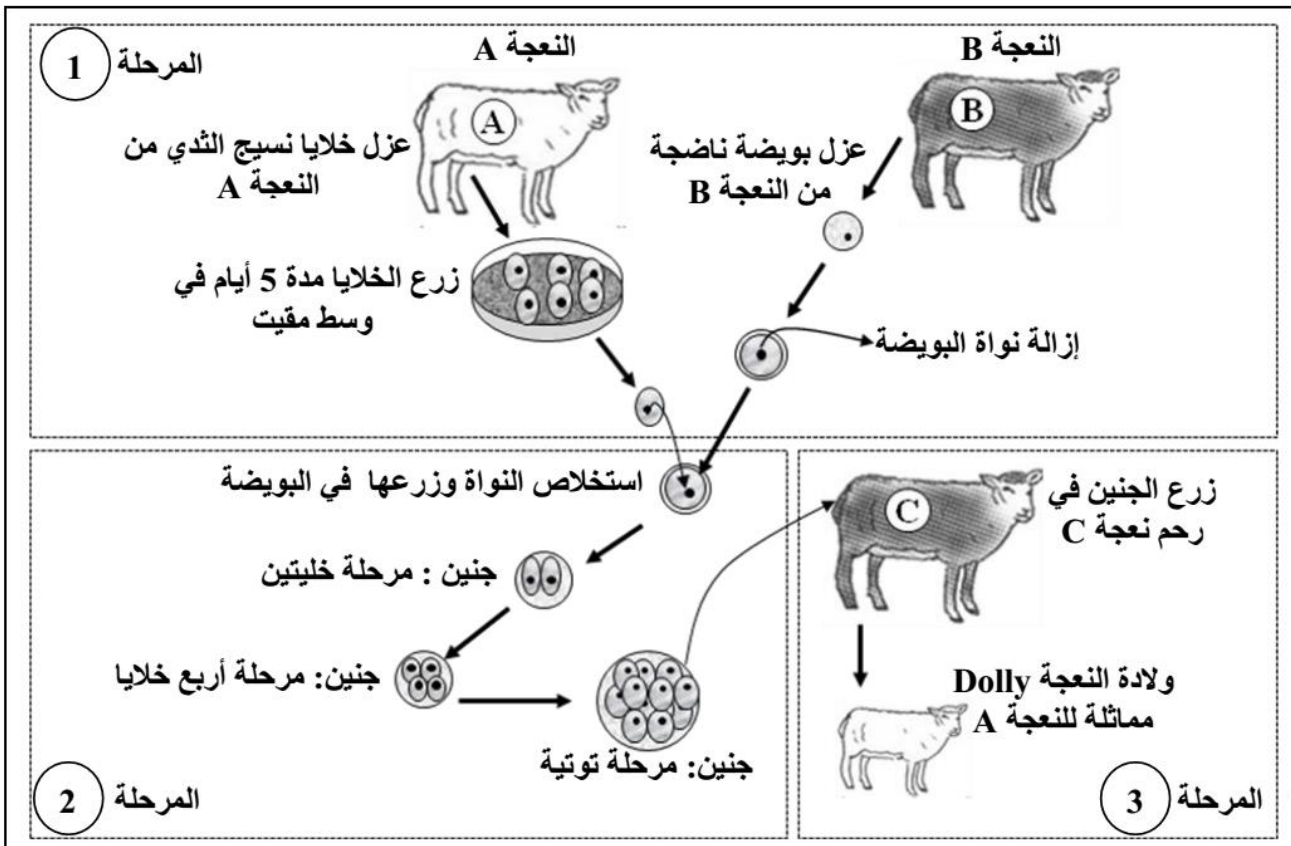 المرحلة 1
النعجة A
النعجة B
A
B
عزل خلايا نسيج الثدي من
النعجة A
عزل بويضة ناضجة
من النعجة B
زرع الخلايا مدة 5 أيام في
وسط مقيت
إزالة نواة البويضة
استخلاص النواة وزرعها في البويضة
جنين : مرحلة خليتين
جنين: مرحلة أربع خلايا
جنين: مرحلة توتية
المرحلة 2
زرع الجنين في
رحم نعجة C
C
ولادة النعجة Dolly
مماثلة للنعجة A
المرحلة 3